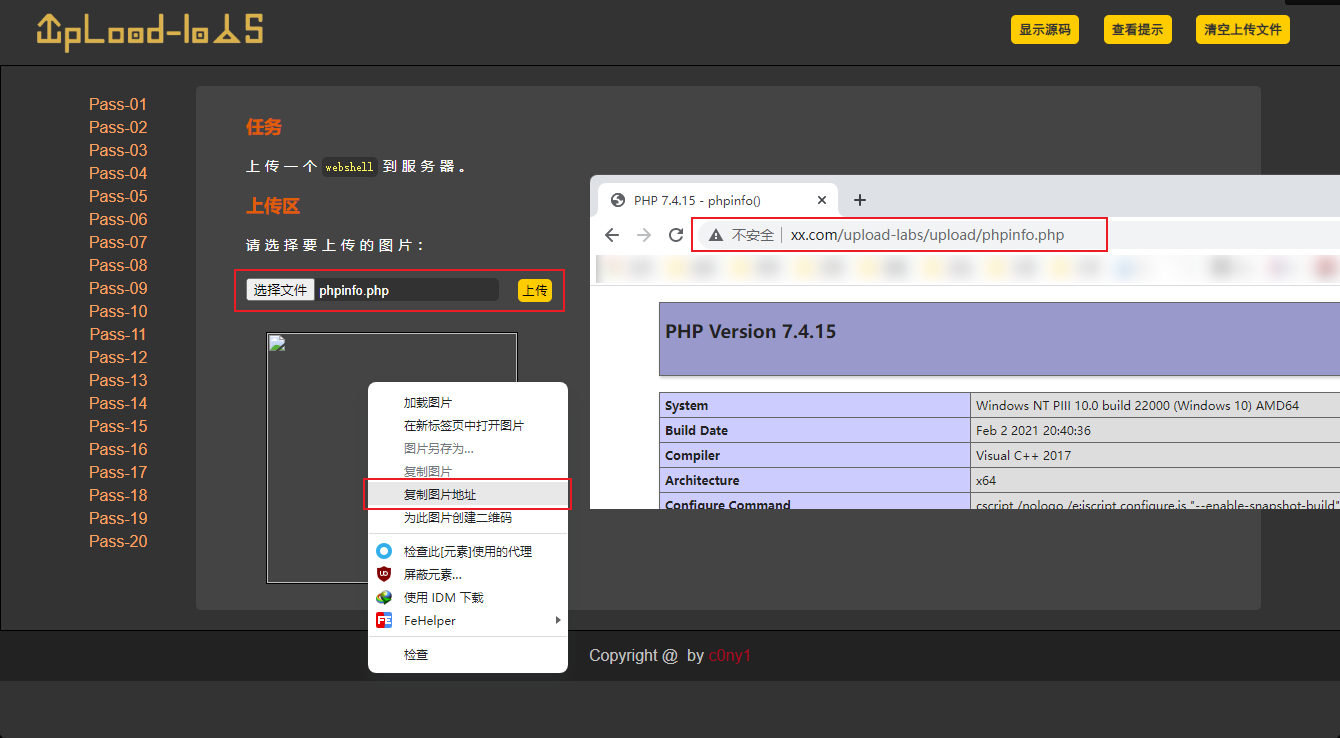 UpLoad-labS
显示源码 查看提示 清空上传文件
Pass-01
Pass-02
Pass-03
Pass-04
Pass-05
Pass-06
Pass-07
Pass-08
Pass-09
Pass-10
Pass-11
Pass-12
Pass-13
Pass-14
Pass-15
Pass-16
Pass-17
Pass-18
Pass-19
Pass-20
任务
上传一个 webshell 到服务器。
上传区
请选择要上传的图片：
选择文件 phpinfo.php 上传
加载图片
在新标签页中打开图片
图片另存为...
复制图片
复制图片地址
为此图片创建二维码
检查此[元素]使用的代理
屏蔽元素...
使用 IDM 下载
FeHelper
检查
PHP 7.4.15 - phpinfo()
不安全 xx.com/upload-labs/upload/phpinfo.php
PHP Version 7.4.15
System Windows NT PIII 10.0 build 22000 (Windows 10) AMD64
Build Date Feb 2 2021 20:40:36
Compiler Visual C++ 2017
Architecture x64
Configure Command cscript /nologo /e:jscript configure.js "--enable-snapshot-build"
Copyright @ by c0ny1